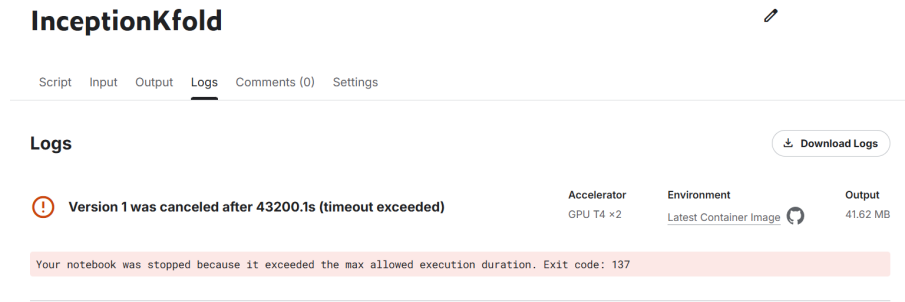 InceptionKfold
Script Input Output Logs Comments (0) Settings
Logs
Download Logs
Version 1 was canceled after 43200.1s (timeout exceeded)
Accelerator
GPU T4 ×2
Environment
Latest Container Image
Output
41.62 MB
Your notebook was stopped because it exceeded the max allowed execution duration. Exit code: 137